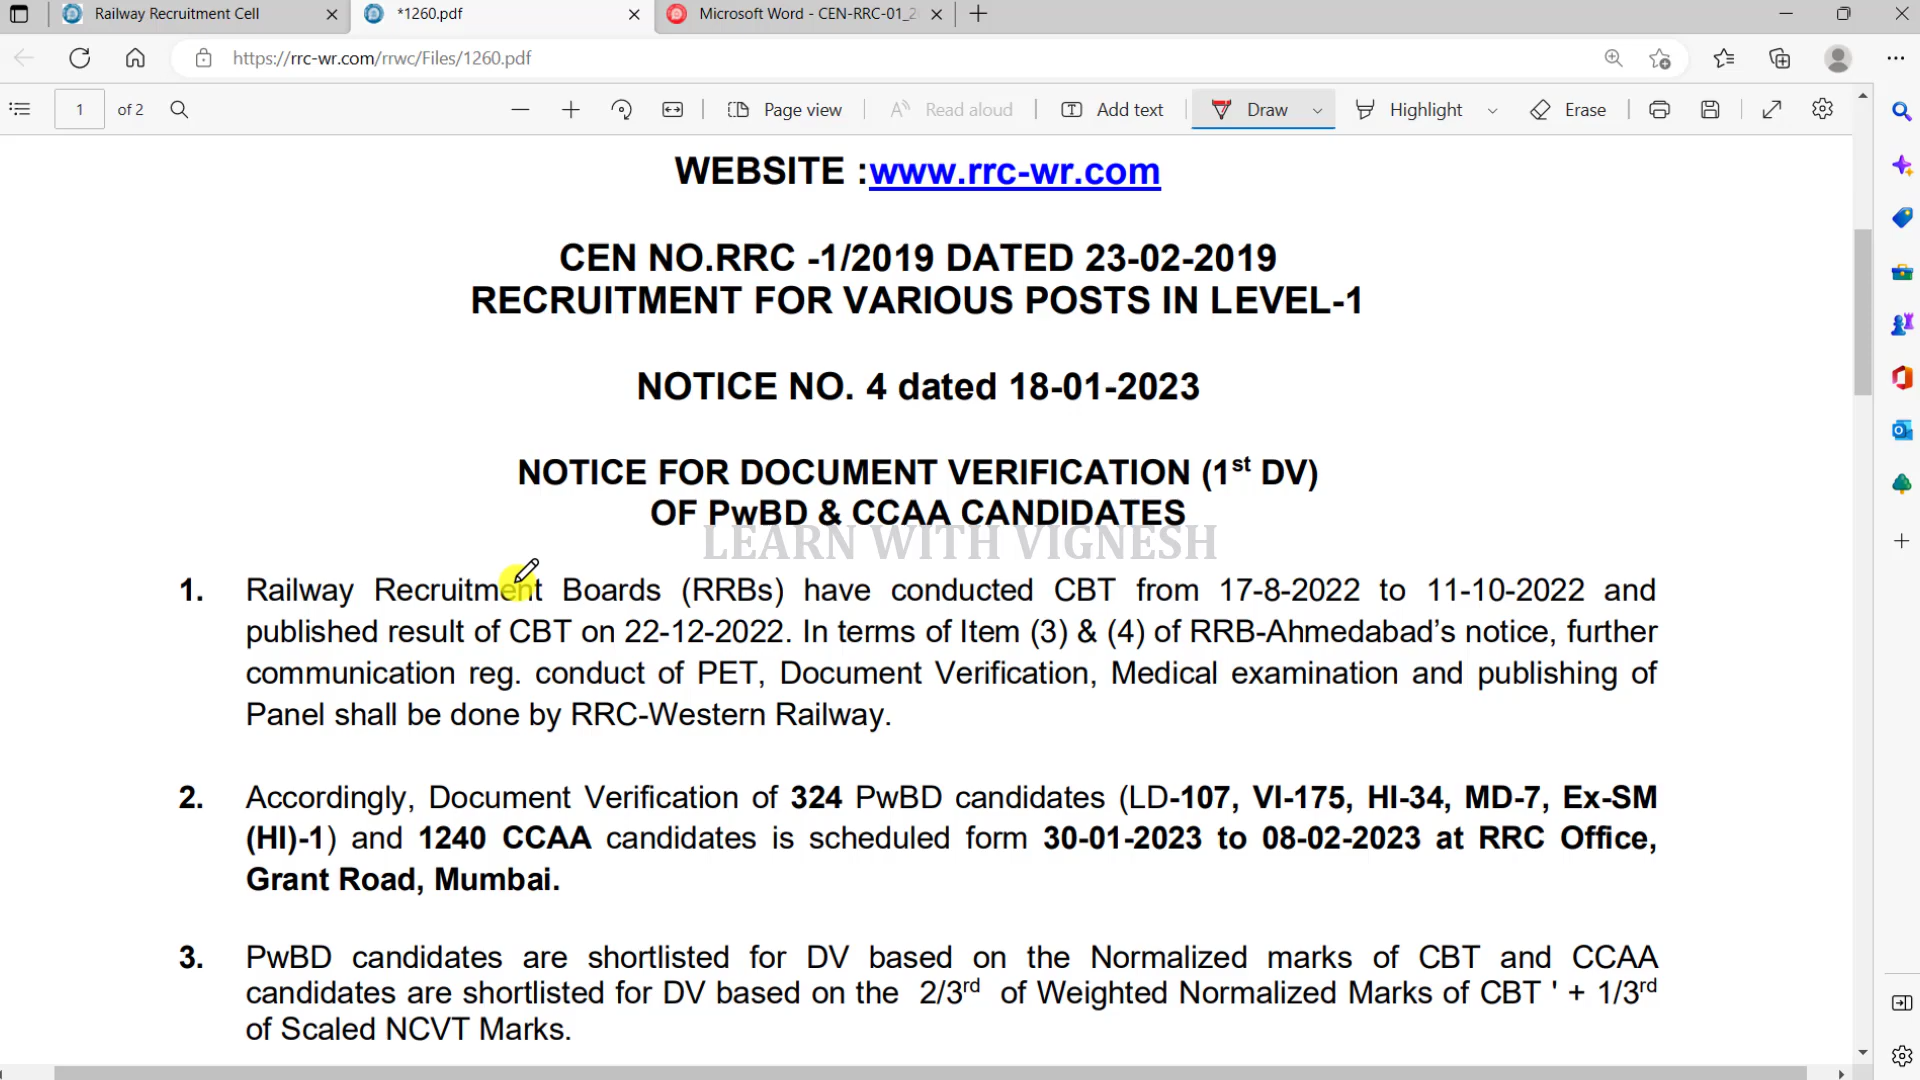 Railway Recruitment Cell
*1260.pdf
Microsoft Word - CEN-RRC-01_2
https://rrc-wr.com/rrwc/Files/1260.pdf
1 of 2 Page view Read aloud Add text Draw Highlight Erase
WEBSITE :www.rrc-wr.com
CEN NO.RRC -1/2019 DATED 23-02-2019
RECRUITMENT FOR VARIOUS POSTS IN LEVEL-1
NOTICE NO. 4 dated 18-01-2023
NOTICE FOR DOCUMENT VERIFICATION (1st DV)
OF PwBD & CCAA CANDIDATES
LEARN WITH VIGNESH
1. Railway Recruitment Boards (RRBs) have conducted CBT from 17-8-2022 to 11-10-2022 and
published result of CBT on 22-12-2022. In terms of Item (3) & (4) of RRB-Ahmedabad's notice, further
communication reg. conduct of PET, Document Verification, Medical examination and publishing of
Panel shall be done by RRC-Western Railway.
2. Accordingly, Document Verification of 324 PwBD candidates (LD-107, VI-175, HI-34, MD-7, Ex-SM
(HI)-1) and 1240 CCAA candidates is scheduled form 30-01-2023 to 08-02-2023 at RRC Office,
Grant Road, Mumbai.
3. PwBD candidates are shortlisted for DV based on the Normalized marks of CBT and CCAA
candidates are shortlisted for DV based on the 2/3rd of Weighted Normalized Marks of CBT ' + 1/3rd
of Scaled NCVT Marks.